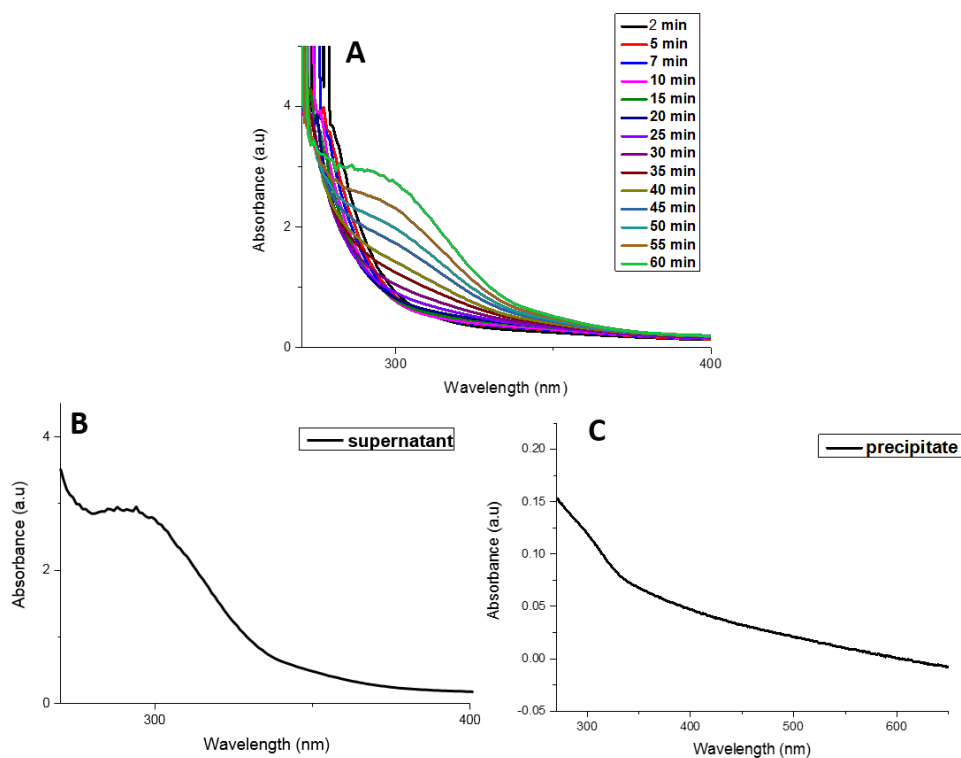 A
2 min
5 min
7 min
10 min
15 min
20 min
25 min
30 min
35 min
40 min
45 min
50 min
55 min
60 min
Absorbance (a.u)
4
2
0
300
400
Wavelength (nm)
B
supernatant
Absorbance (a.u)
4
2
0
300
400
Wavelength (nm)
C
precipitate
Absorbance (a.u)
0.20
0.15
0.10
0.05
0.00
-0.05
300
400
500
600
Wavelength (nm)